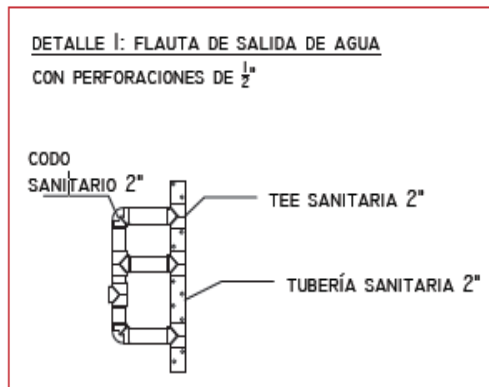 DETALLE 1: FLAUTA DE SALIDA DE AGUA
CON PERFORACIONES DE 1/2"
CODO
SANITARIO 2"
TEE SANITARIA 2"
TUBERÍA SANITARIA 2"